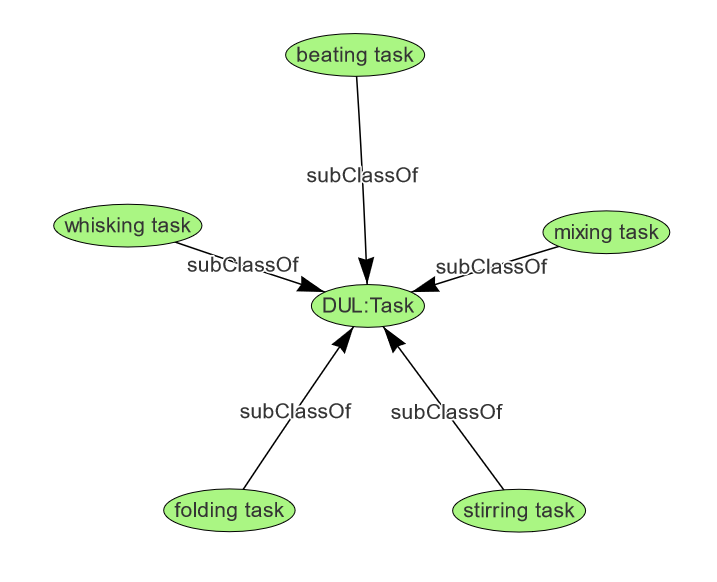 beating task
subClassOf
whisking task
mixing task
subClassOf
subClassOf
DUL:Task
subClassOf
subClassOf
folding task
stirring task